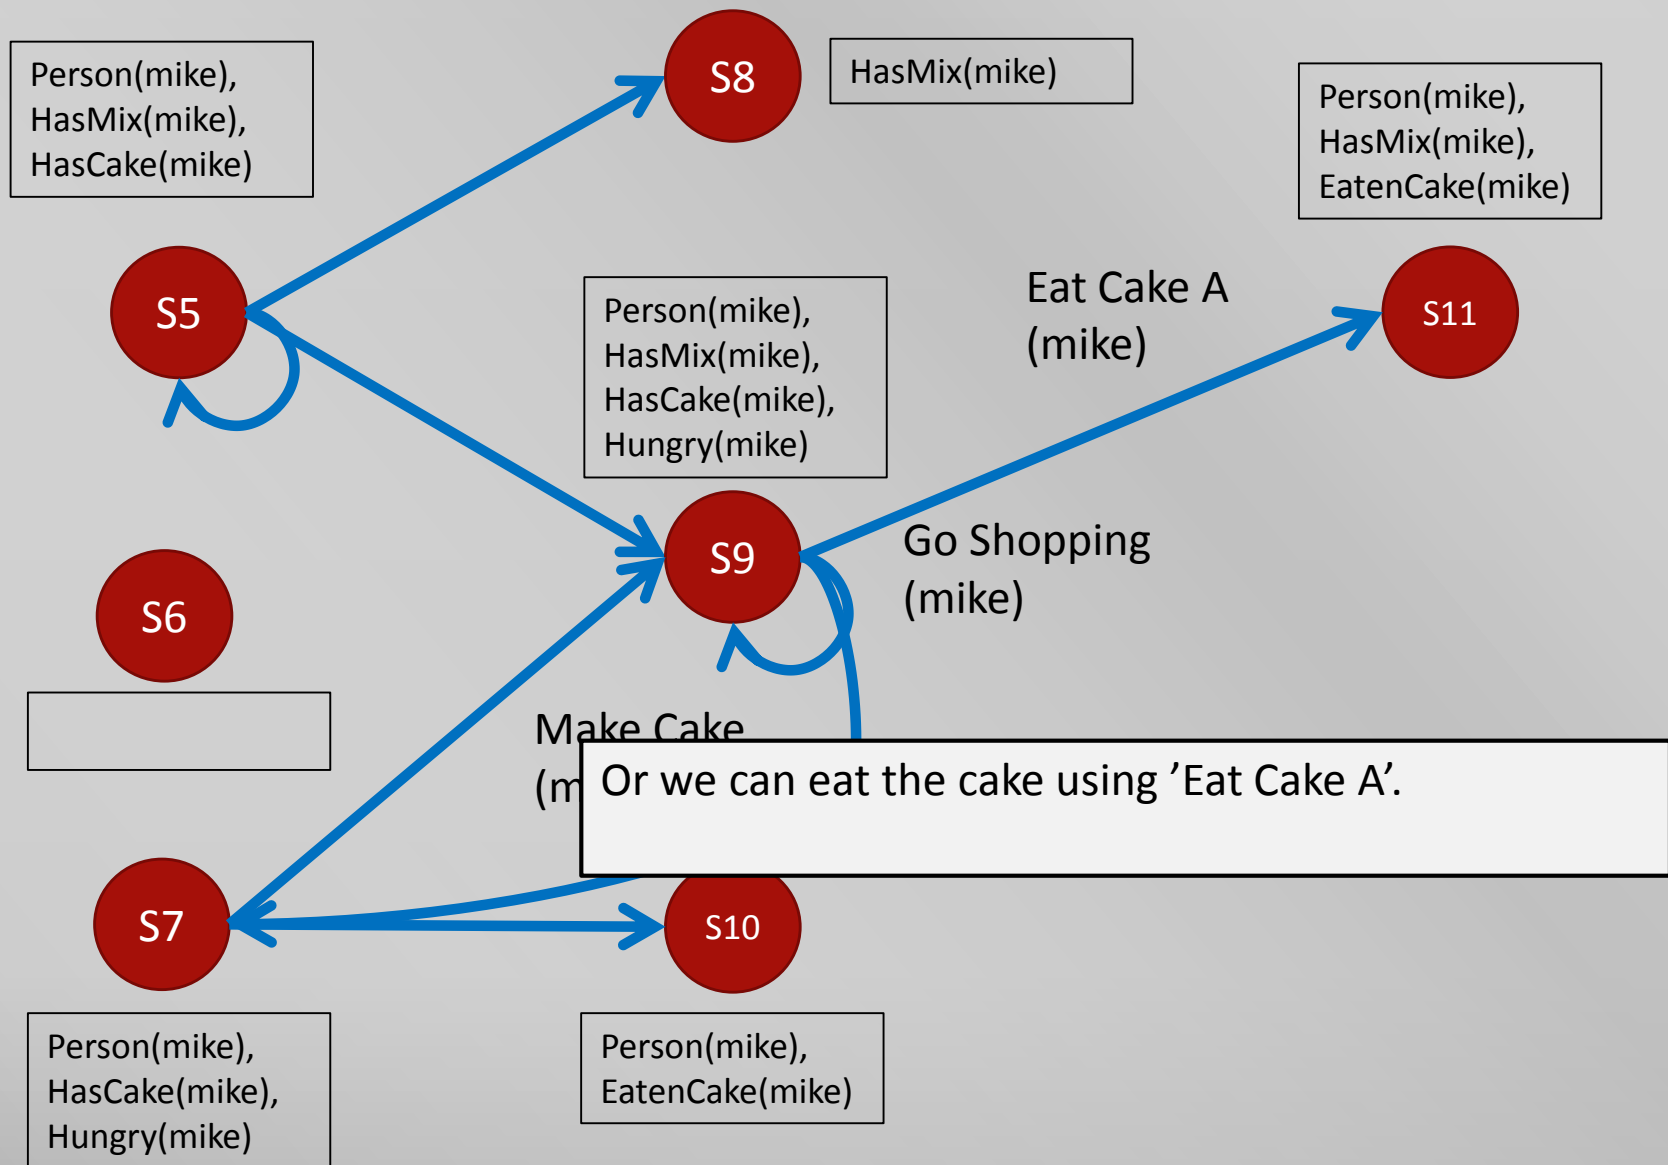 Person(mike),
HasMix(mike),
HasCake(mike)
S8
HasMix(mike)
Person(mike),
HasMix(mike),
EatenCake(mike)
S5
Person(mike),
HasMix(mike),
HasCake(mike),
Hungry(mike)
Eat Cake A
(mike)
S11
S9
Go Shopping
(mike)
S6
Make Cake
(m
Or we can eat the cake using ’Eat Cake A’.
S7
S10
Person(mike),
HasCake(mike),
Hungry(mike)
Person(mike),
EatenCake(mike)